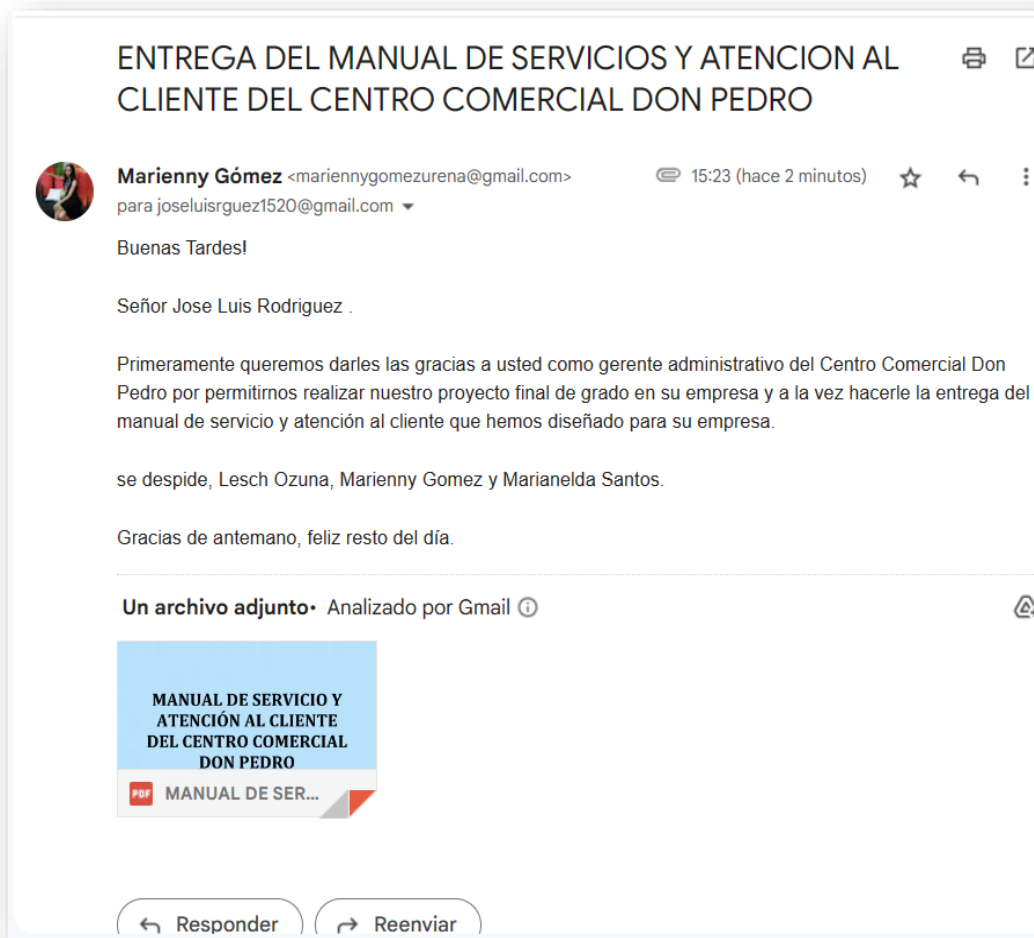 ENTREGA DEL MANUAL DE SERVICIOS Y ATENCION AL
CLIENTE DEL CENTRO COMERCIAL DON PEDRO
Marienny Gómez <mariennygomezurena@gmail.com> 15:23 (hace 2 minutos)
para joseluisrguez1520@gmail.com
Buenas Tardes!
Señor Jose Luis Rodriguez .
Primeramente queremos darles las gracias a usted como gerente administrativo del Centro Comercial Don
Pedro por permitirnos realizar nuestro proyecto final de grado en su empresa y a la vez hacerle la entrega del
manual de servicio y atención al cliente que hemos diseñado para su empresa.
se despide, Lesch Ozuna, Marienny Gomez y Marianelda Santos.
Gracias de antemano, feliz resto del día.
Un archivo adjunto• Analizado por Gmail
MANUAL DE SERVICIO Y
ATENCIÓN AL CLIENTE
DEL CENTRO COMERCIAL
DON PEDRO
PDF MANUAL DE SER...
Responder Reenviar